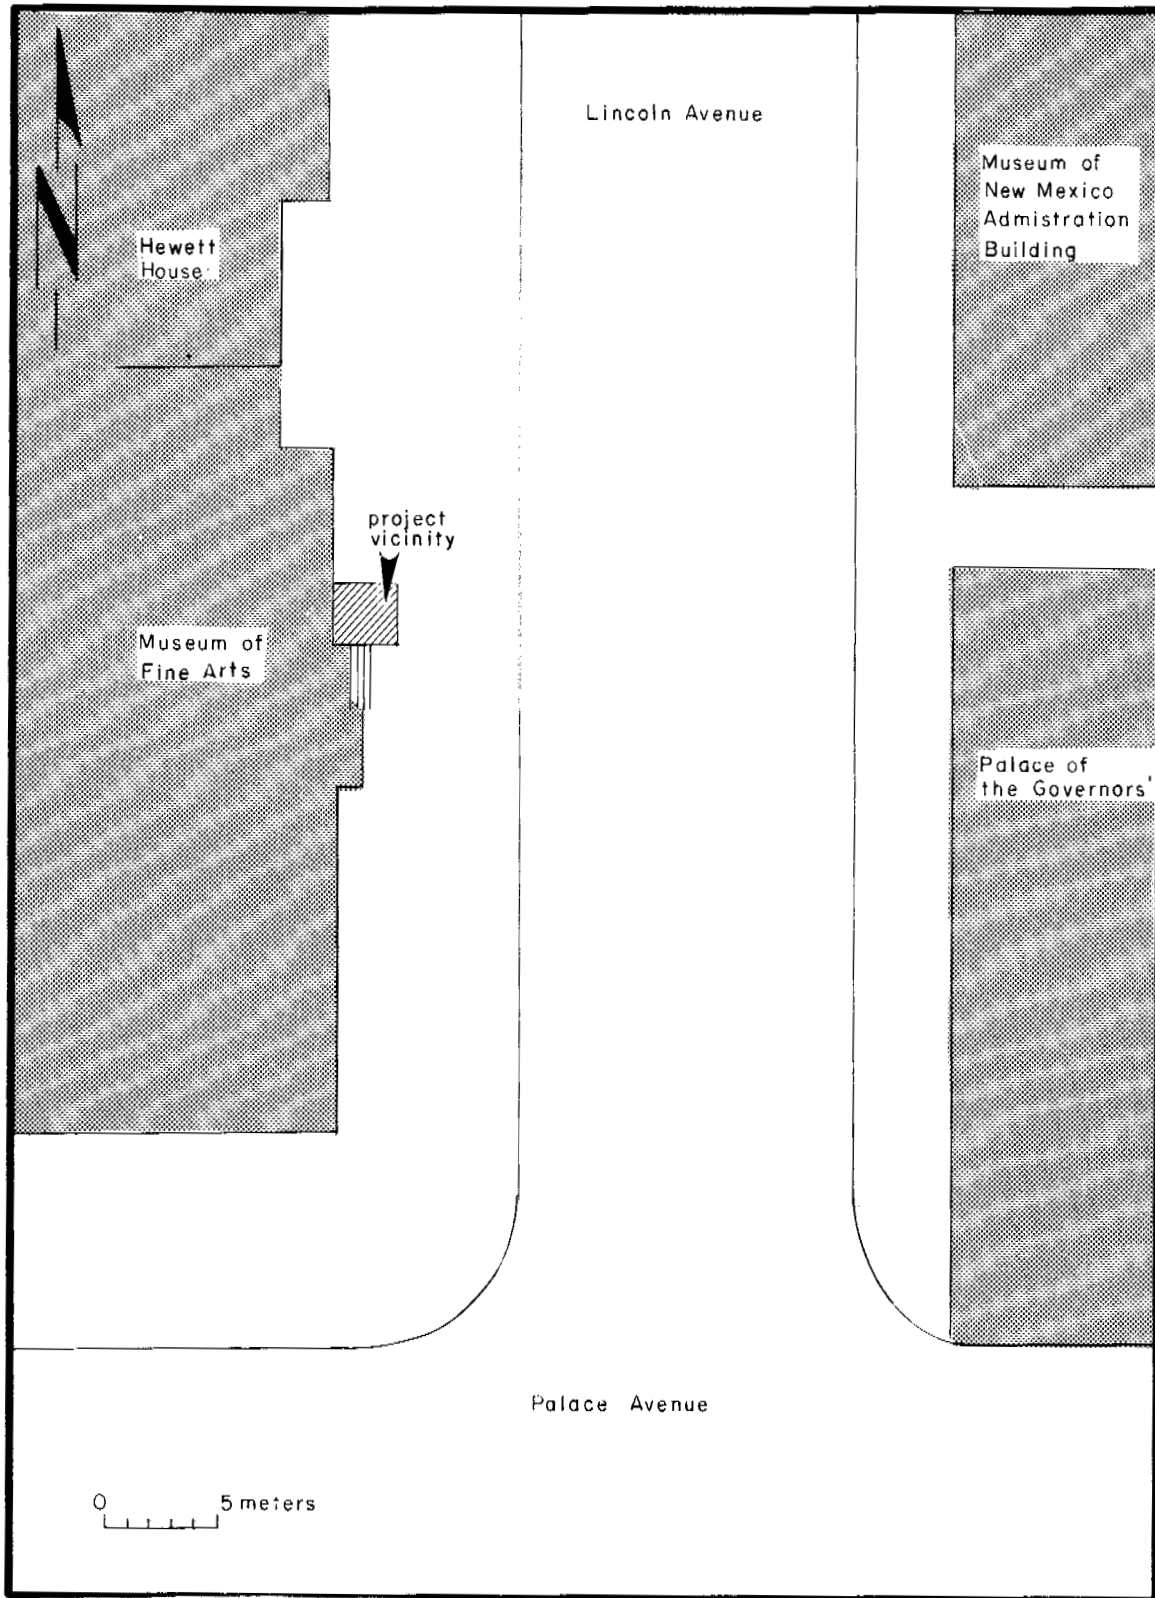 Lincoln Avenue
Museum of
New Mexico
Admistration
Building
N
Hewett
House
project
vicinity
Museum of
Fine Arts
Palace of
the Governors'
Palace Avenue
0 5 meters